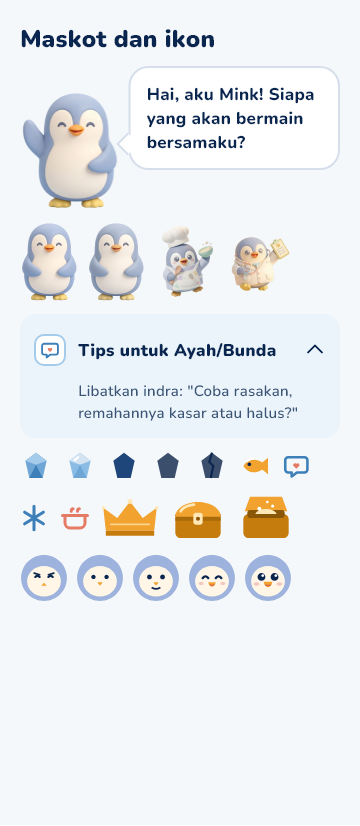 Maskot dan ikon
Hai, aku Mink! Siapa
yang akan bermain
bersamaku?
Tips untuk Ayah/Bunda
Libatkan indra: "Coba rasakan,
remahannya kasar atau halus?"